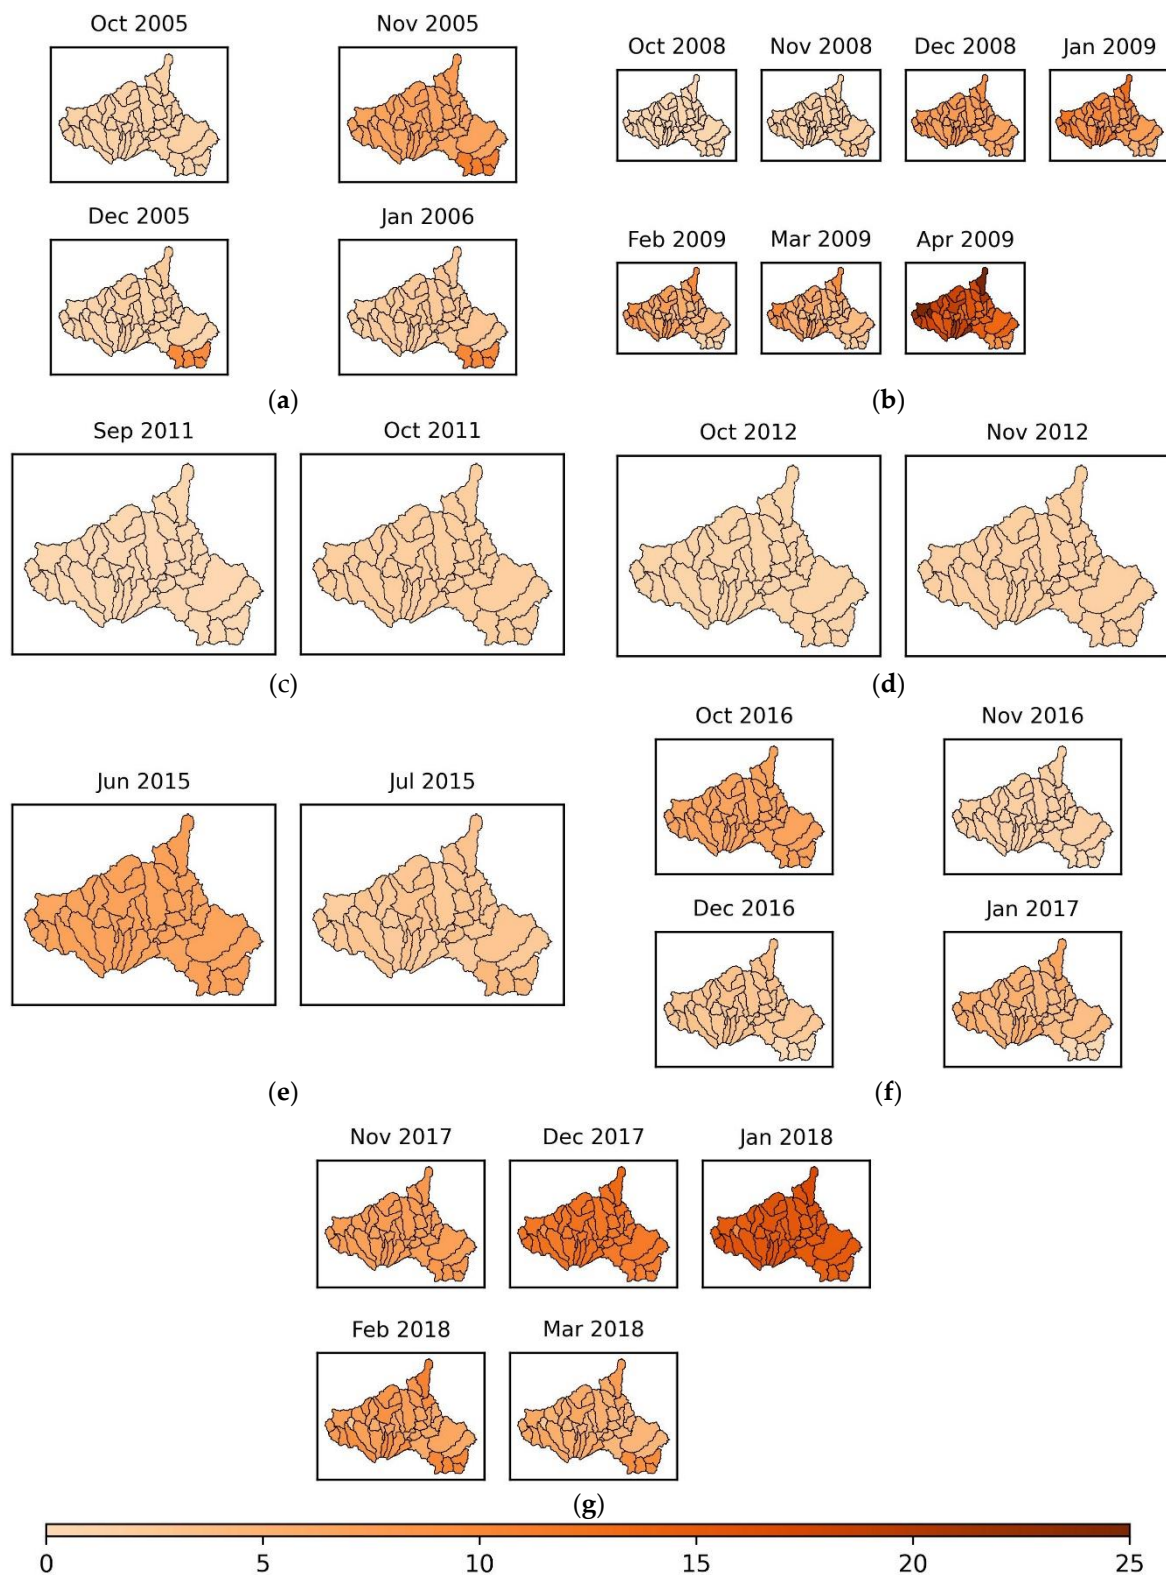 Oct 2005
Nov 2005
Dec 2005
Jan 2006
(a)
Oct 2008
Nov 2008
Dec 2008
Jan 2009
Feb 2009
Mar 2009
Apr 2009
(b)
Sep 2011
Oct 2011
(c)
Oct 2012
Nov 2012
(d)
Jun 2015
Jul 2015
(e)
Oct 2016
Nov 2016
Dec 2016
Jan 2017
(f)
Nov 2017
Dec 2017
Jan 2018
Feb 2018
Mar 2018
(g)
0 5 10 15 20 25